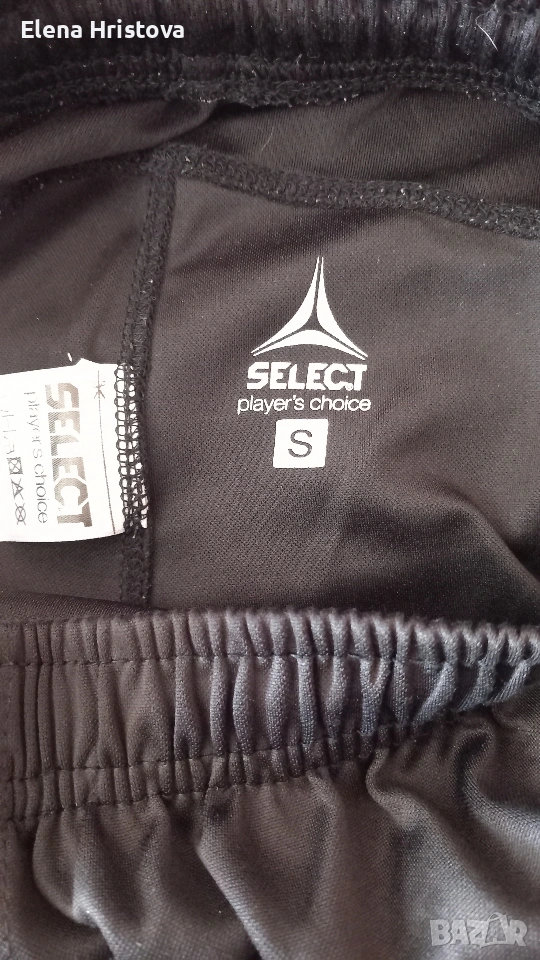 Elena Hristova
SELECT
player's choice
S
SELECT
player's choice
BAZAR